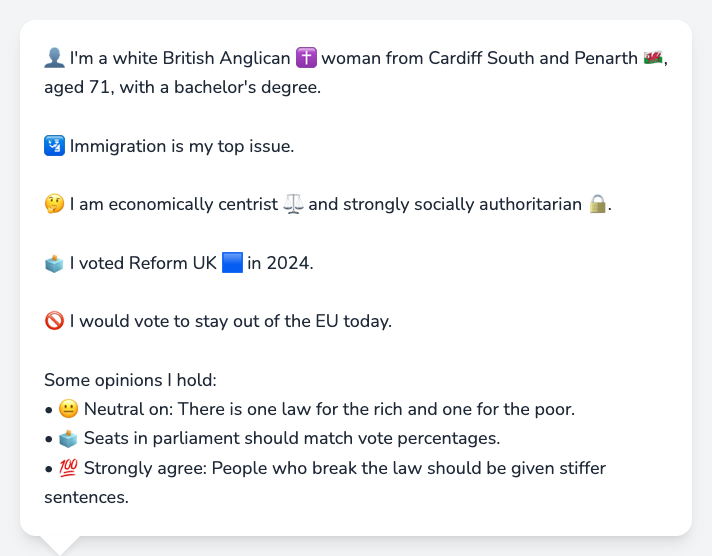 👤 I'm a white British Anglican ✝️ woman from Cardiff South and Penarth 🏴󠁧󠁢󠁷󠁬󠁳󠁿,
aged 71, with a bachelor's degree.
🛂 Immigration is my top issue.
🤔 I am economically centrist ⚖️ and strongly socially authoritarian 🔒.
🗳️ I voted Reform UK 🟦 in 2024.
🚫 I would vote to stay out of the EU today.
Some opinions I hold:
• 😐 Neutral on: There is one law for the rich and one for the poor.
• 🗳️ Seats in parliament should match vote percentages.
• 💯 Strongly agree: People who break the law should be given stiffer
sentences.